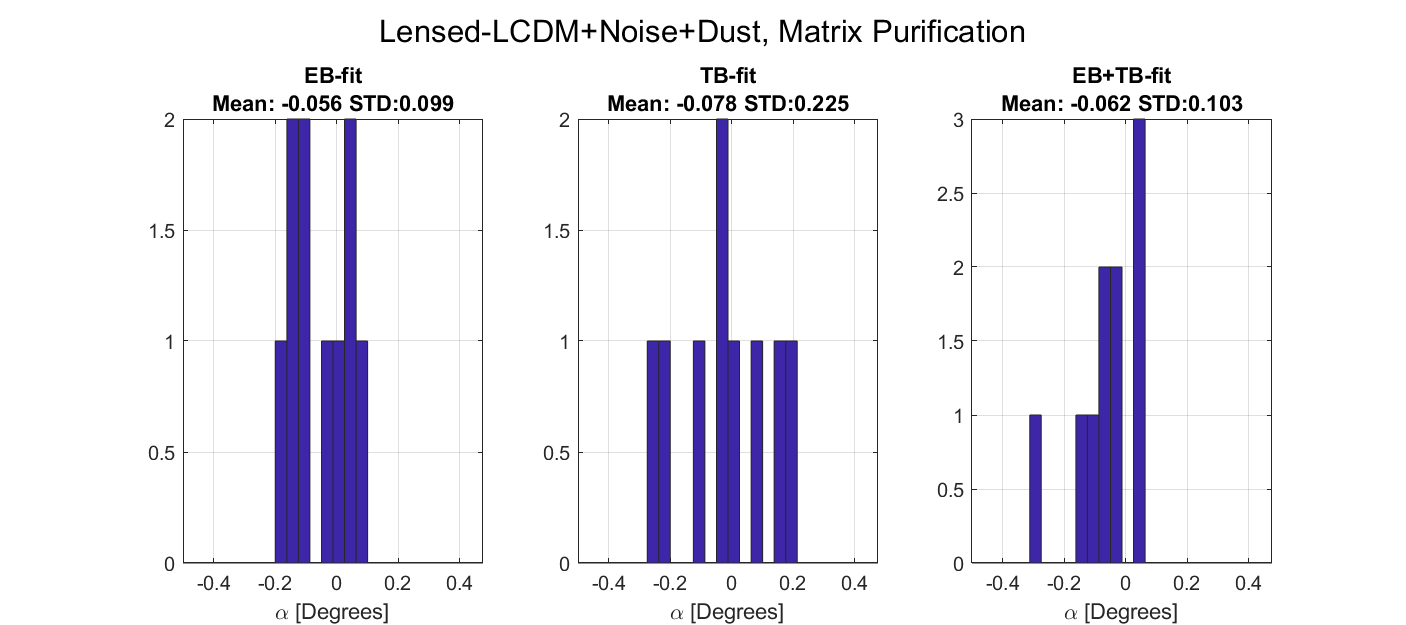 Lensed-LCDM+Noise+Dust, Matrix Purification
EB-fit
Mean: -0.056 STD:0.099
2
1.5
1
0.5
0
-0.4 -0.2 0 0.2 0.4
α [Degrees]
TB-fit
Mean: -0.078 STD:0.225
2
1.5
1
0.5
0
-0.4 -0.2 0 0.2 0.4
α [Degrees]
EB+TB-fit
Mean: -0.062 STD:0.103
3
2.5
2
1.5
1
0.5
0
-0.4 -0.2 0 0.2 0.4
α [Degrees]